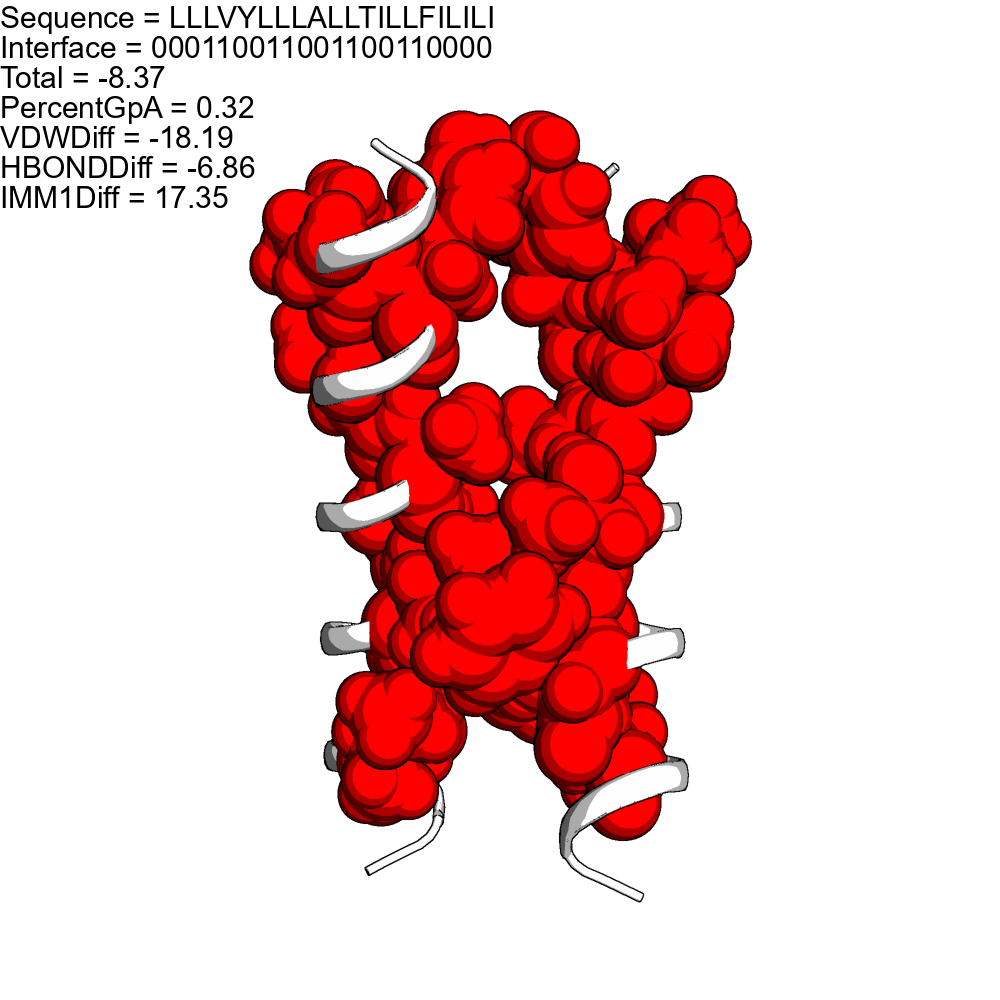 Sequence = LLLVYLLLALLTILLFILILI
Interface = 000110011001100110000
Total = -8.37
PercentGpA = 0.32
VDWDiff = -18.19
HBONDDiff = -6.86
IMM1Diff = 17.35